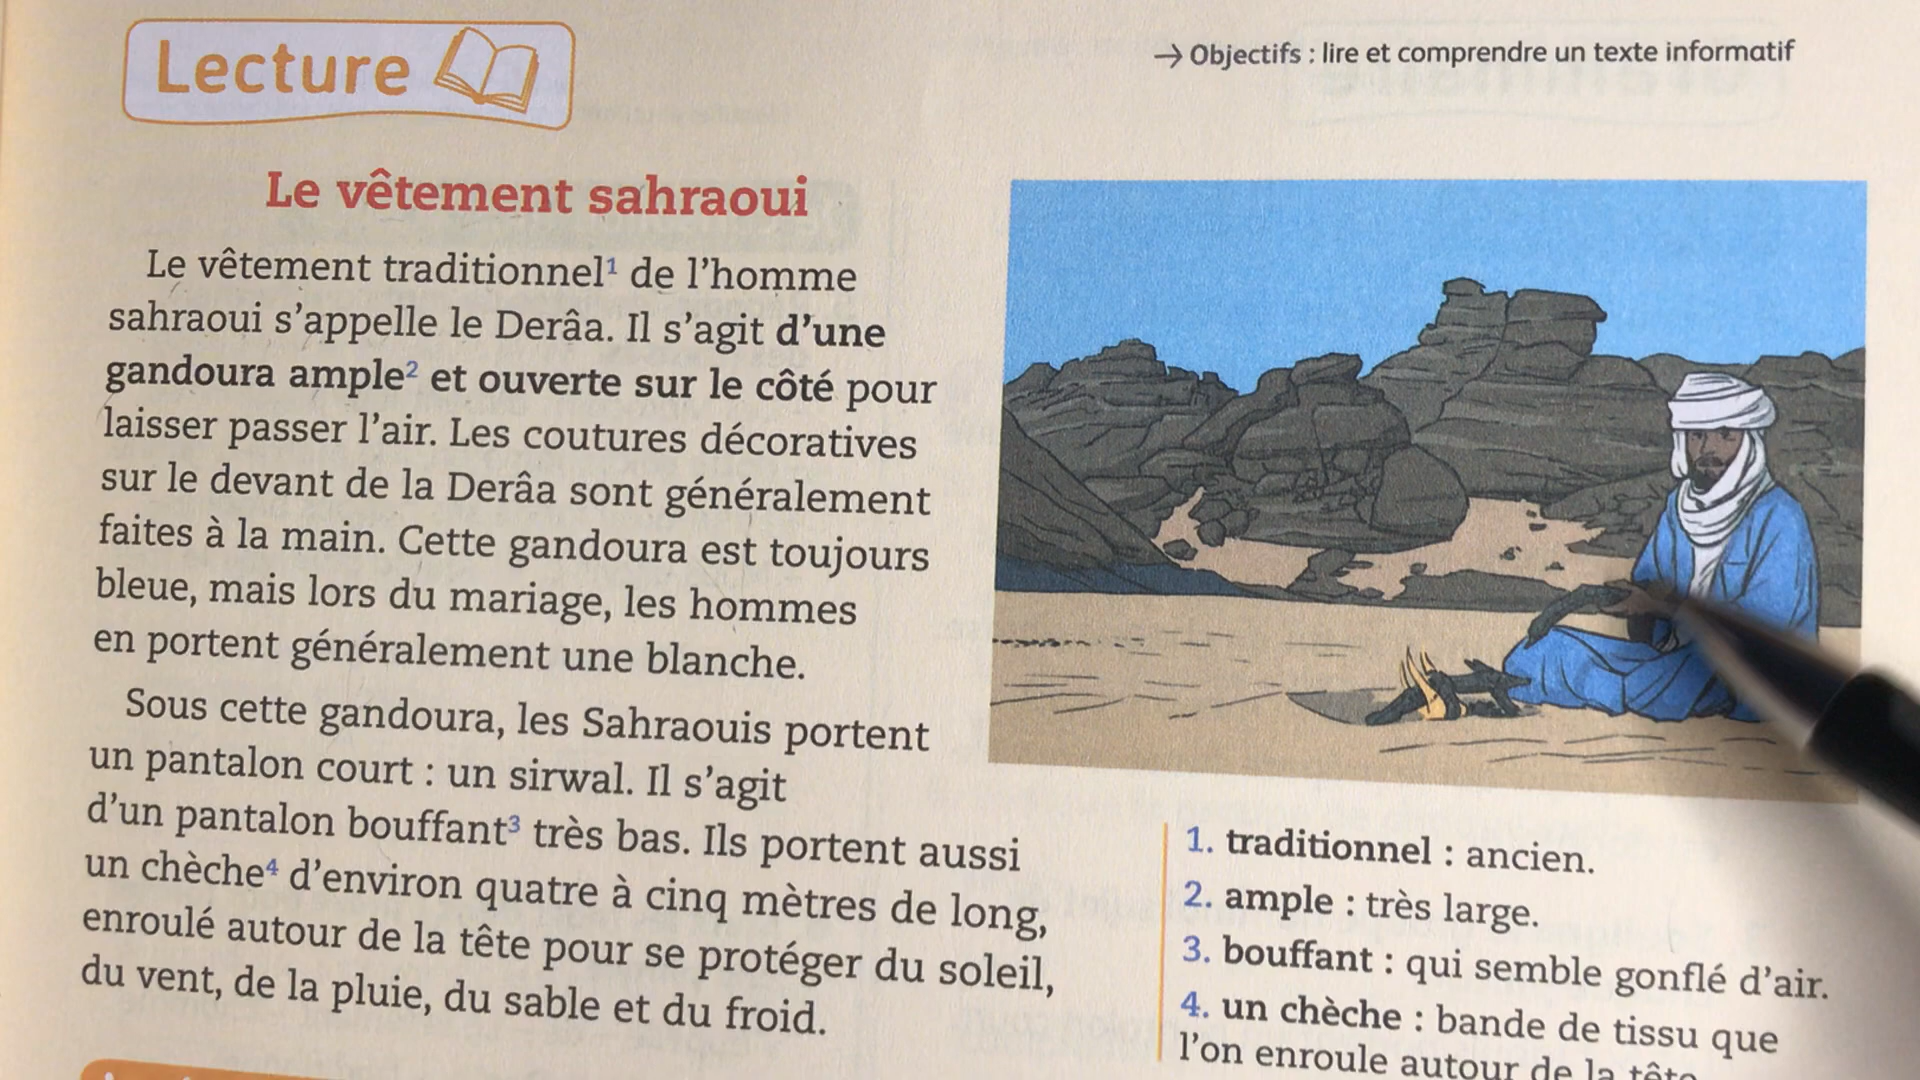 Lecture
→ Objectifs : lire et comprendre un texte informatif
Le vêtement sahraoui
Le vêtement traditionnel¹ de l'homme
sahraoui s'appelle le Derâa. Il s'agit d'une
gandoura ample² et ouverte sur le côté pour
laisser passer l'air. Les coutures décoratives
sur le devant de la Derâa sont généralement
faites à la main. Cette gandoura est toujours
bleue, mais lors du mariage, les hommes
en portent généralement une blanche.
Sous cette gandoura, les Sahraouis portent
un pantalon court : un sirwal. Il s'agit
d'un pantalon bouffant³ très bas. Ils portent aussi
un chèche⁴ d'environ quatre à cinq mètres de long,
enroulé autour de la tête pour se protéger du soleil,
du vent, de la pluie, du sable et du froid.
1. traditionnel : ancien.
2. ample : très large.
3. bouffant : qui semble gonflé d'air.
4. un chèche : bande de tissu que
l'on enroule autour de la tête